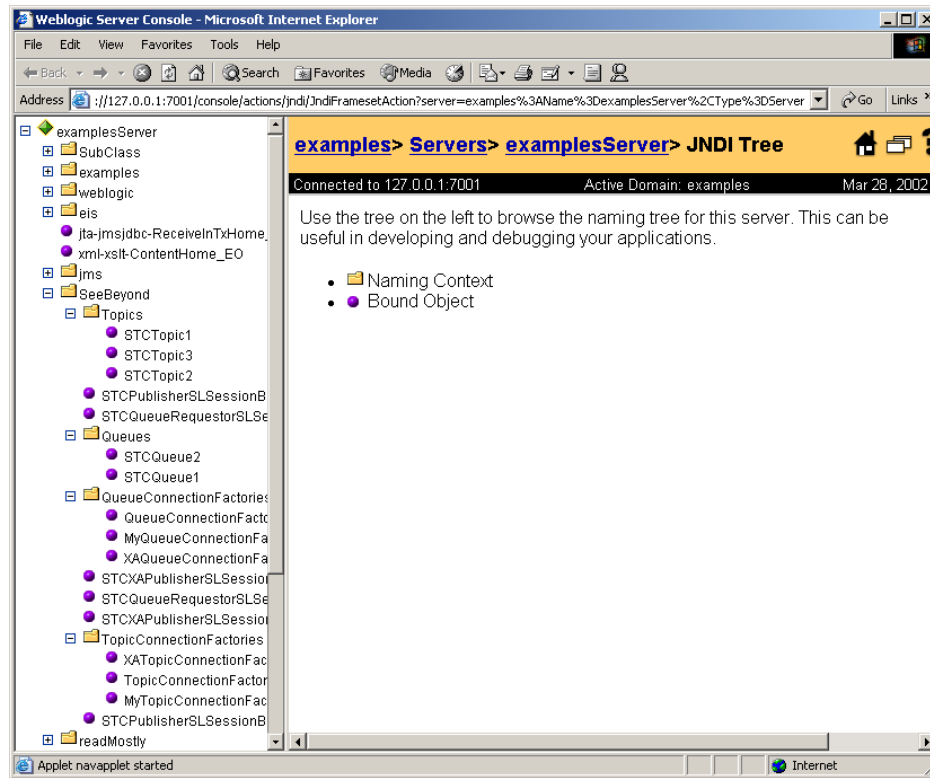 Weblogic Server Console - Microsoft Internet Explorer
File Edit View Favorites Tools Help
Back Search Favorites Media
Address ://127.0.0.1:7001/console/actions/jndi/JndiFramesetAction?server=examples%3AName%3DexamplesServer%2CType%3DServer Go Links »
examplesServer
SubClass
examples
weblogic
eis
jta-jmsjdbc-ReceiveInTxHome_
xml-xslt-ContentHome_EO
jms
SeeBeyond
Topics
STCTopic1
STCTopic3
STCTopic2
STCPublisherSLSessionB
STCQueueRequestorSLSe
Queues
STCQueue2
STCQueue1
QueueConnectionFactories
QueueConnectionFacto
MyQueueConnectionFa
XAQueueConnectionFa
STCXAPublisherSLSession
STCQueueRequestorSLSe
STCXAPublisherSLSession
TopicConnectionFactories
XATopicConnectionFac
TopicConnectionFactor
MyTopicConnectionFac
STCPublisherSLSessionB
readMostly
examples> Servers> examplesServer> JNDI Tree ?
Connected to 127.0.0.1:7001 Active Domain: examples Mar 28, 2002
Use the tree on the left to browse the naming tree for this server. This can be
useful in developing and debugging your applications.
Naming Context
Bound Object
Applet navapplet started Internet